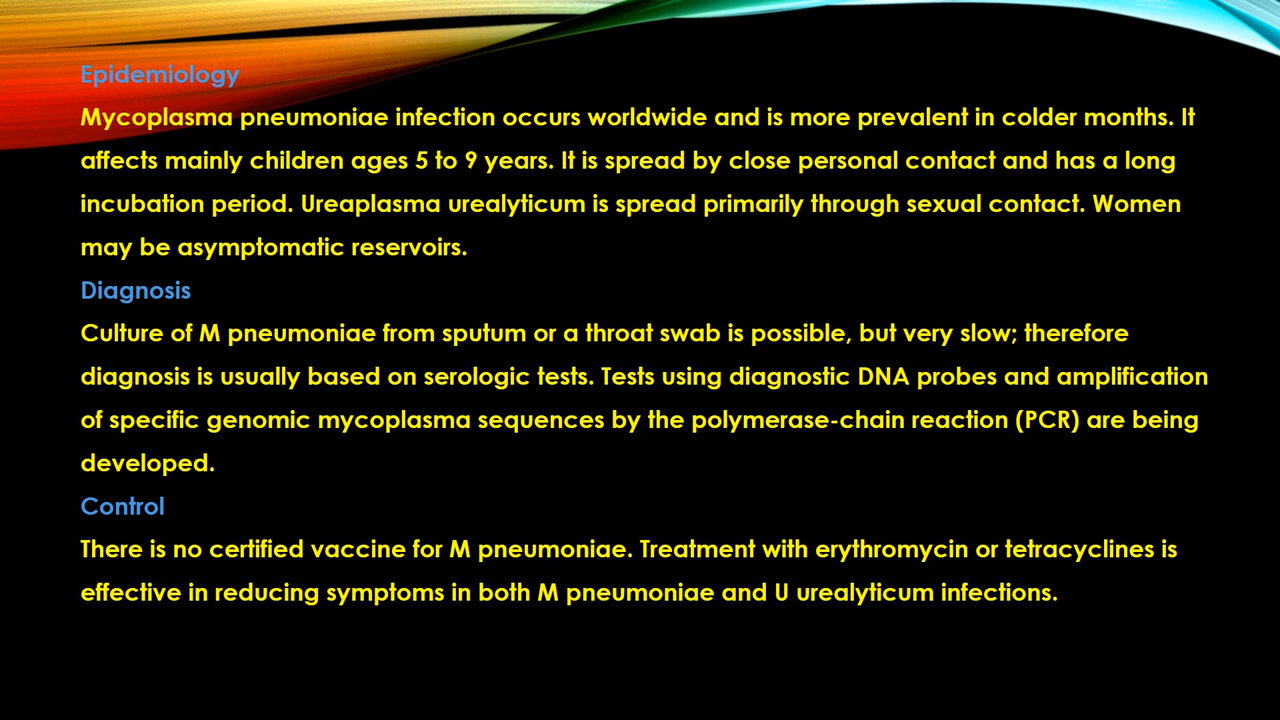 Epidemiology
Mycoplasma pneumoniae infection occurs worldwide and is more prevalent in colder months. It
affects mainly children ages 5 to 9 years. It is spread by close personal contact and has a long
incubation period. Ureaplasma urealyticum is spread primarily through sexual contact. Women
may be asymptomatic reservoirs.
Diagnosis
Culture of M pneumoniae from sputum or a throat swab is possible, but very slow; therefore
diagnosis is usually based on serologic tests. Tests using diagnostic DNA probes and amplification
of specific genomic mycoplasma sequences by the polymerase-chain reaction (PCR) are being
developed.
Control
There is no certified vaccine for M pneumoniae. Treatment with erythromycin or tetracyclines is
effective in reducing symptoms in both M pneumoniae and U urealyticum infections.